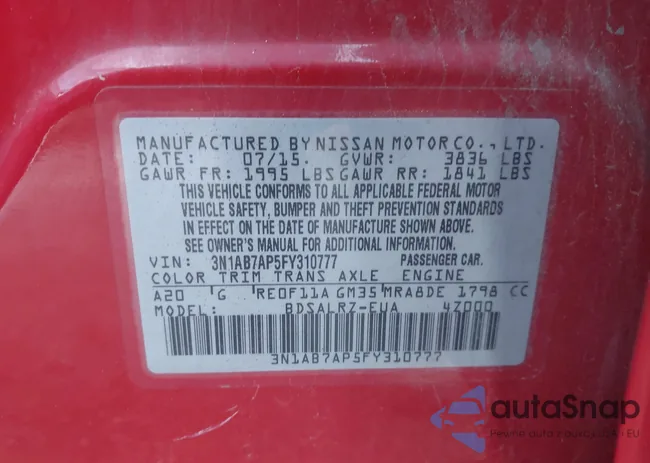 MANUFACTURED BY NISSAN MOTOR CO., LTD.
DATE: 07/15. GVWR: 3836 LBS
GAWR FR: 1995 LBS GAWR RR: 1841 LBS
THIS VEHICLE CONFORMS TO ALL APPLICABLE FEDERAL MOTOR
VEHICLE SAFETY, BUMPER AND THEFT PREVENTION STANDARDS
IN EFFECT ON THE DATE OF MANUFACTURE SHOWN ABOVE.
SEE OWNER'S MANUAL FOR ADDITIONAL INFORMATION.
VIN: 3N1AB7AP5FY310777 PASSENGER CAR.
COLOR TRIM TRANS AXLE ENGINE
A20 G RE0F11A GM35 MRA8DE 1798 CC
MODEL: BDSALRZ-EUA 4Z000
3N1AB7AP5FY310777
autaSnap